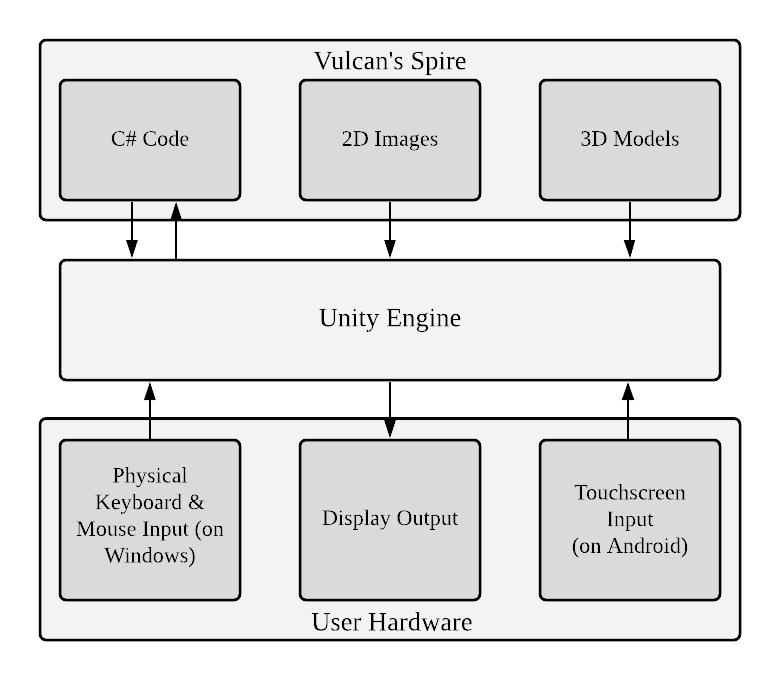 Vulcan's Spire
C# Code
2D Images
3D Models
Unity Engine
Physical
Keyboard &
Mouse Input (on
Windows)
Display Output
Touchscreen
Input
(on Android)
User Hardware